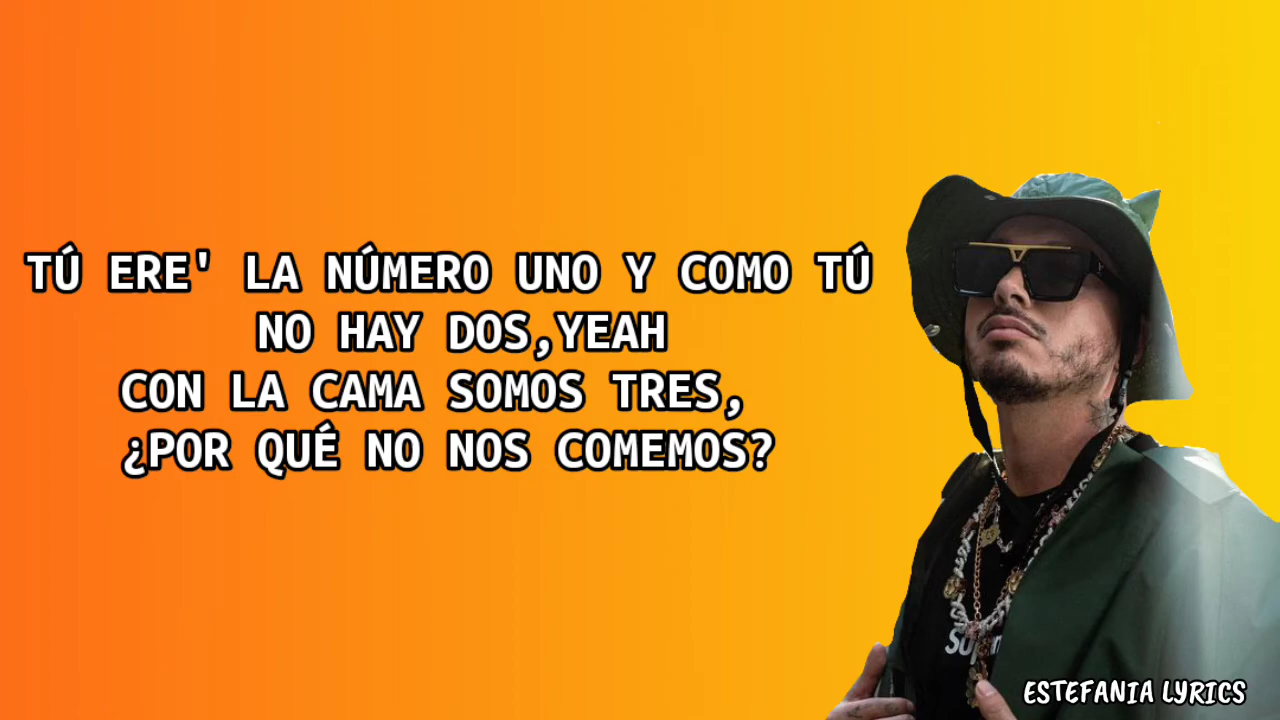 TÚ ERE' LA NÚMERO UNO Y COMO TÚ
NO HAY DOS,YEAH
CON LA CAMA SOMOS TRES,
¿POR QUÉ NO NOS COMEMOS?
ESTEFANIA LYRICS